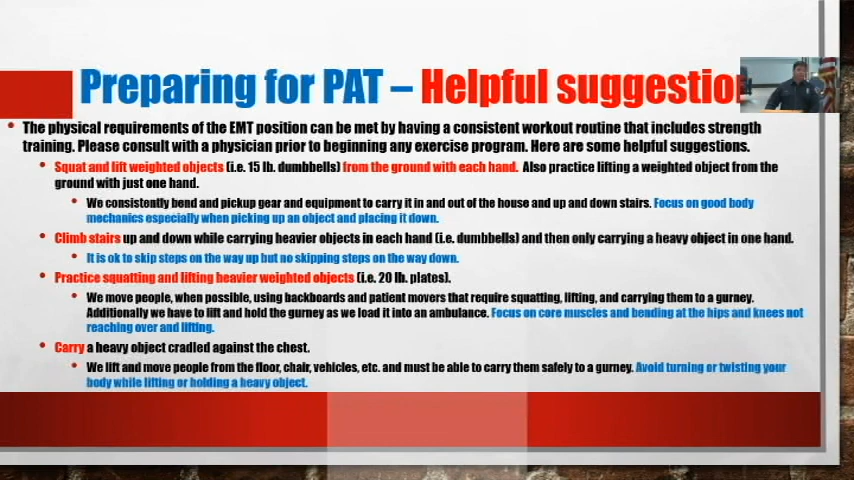 Preparing for PAT – Helpful suggestio
The physical requirements of the EMT position can be met by having a consistent workout routine that includes strength
training. Please consult with a physician prior to beginning any exercise program. Here are some helpful suggestions.
Squat and lift weighted objects (i.e. 15 lb. dumbbells) from the ground with each hand. Also practice lifting a weighted object from the
ground with just one hand.
We consistently bend and pickup gear and equipment to carry it in and out of the house and up and down stairs. Focus on good body
mechanics especially when picking up an object and placing it down.
Climb stairs up and down while carrying heavier objects in each hand (i.e. dumbbells) and then only carrying a heavy object in one hand.
It is ok to skip steps on the way up but no skipping steps on the way down.
Practice squatting and lifting heavier weighted objects (i.e. 20 lb. plates).
We move people, when possible, using backboards and patient movers that require squatting, lifting, and carrying them to a gurney.
Additionally we have to lift and hold the gurney as we load it into an ambulance. Focus on core muscles and bending at the hips and knees not
reaching over and lifting.
Carry a heavy object cradled against the chest.
We lift and move people from the floor, chair, vehicles, etc. and must be able to carry them safely to a gurney. Avoid turning or twisting your
body while lifting or holding a heavy object.